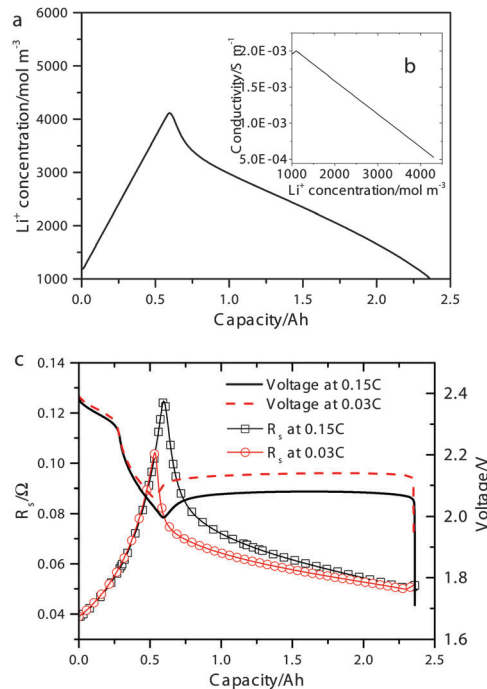 a
6000
5000
4000
3000
2000
1000
Li+ concentration/mol m-3
0.0 0.5 1.0 1.5 2.0 2.5
Capacity/Ah
b
2.0E-03
1.5E-03
1.0E-03
5.0E-04
Conductivity/S m-1
1000 2000 3000 4000
Li+ concentration/mol m-3
c
0.14
0.12
0.10
0.08
0.06
0.04
Rs/Ω
Voltage at 0.15C
Voltage at 0.03C
Rs at 0.15C
Rs at 0.03C
2.4
2.2
2.0
1.8
1.6
Voltage/V
0.0 0.5 1.0 1.5 2.0 2.5
Capacity/Ah